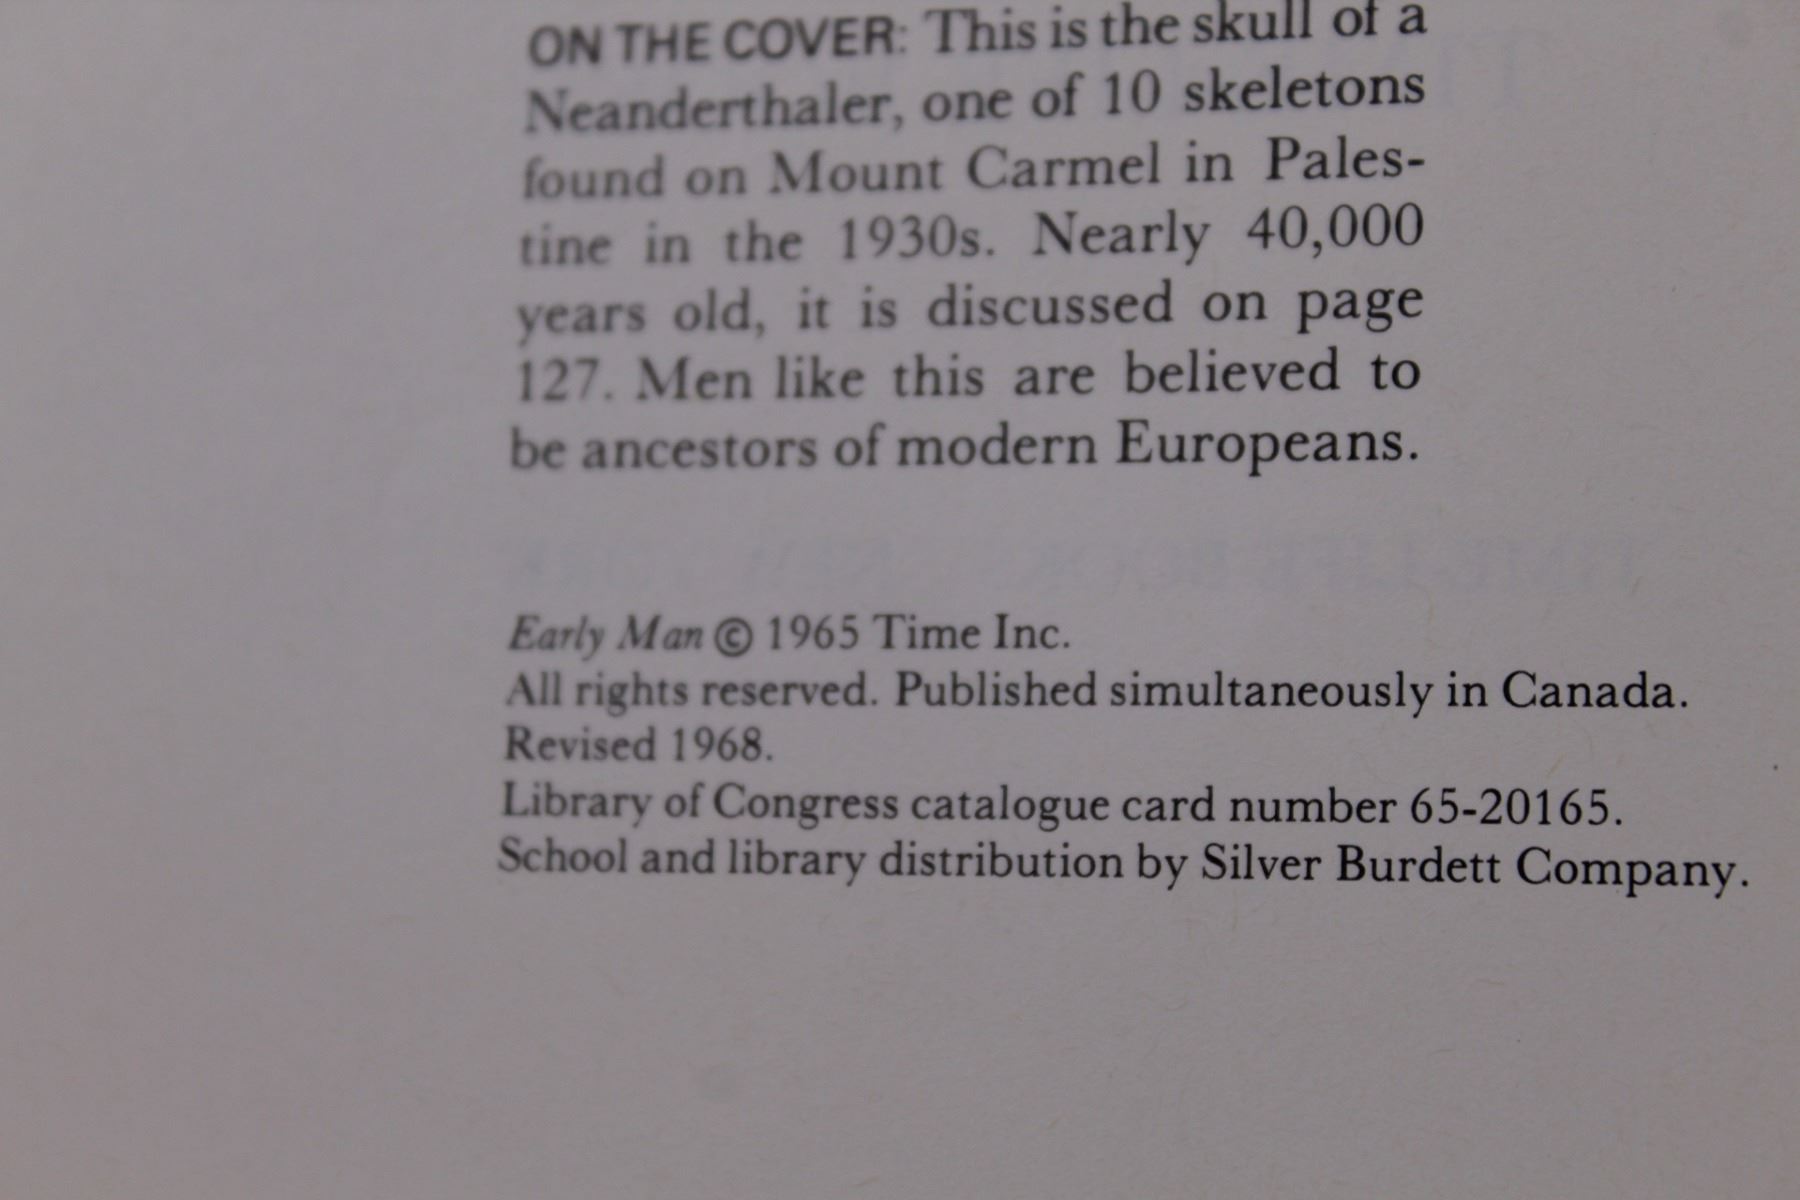 ON THE COVER: This is the skull of a
Neanderthaler, one of 10 skeletons
found on Mount Carmel in Pales-
tine in the 1930s. Nearly 40,000
years old, it is discussed on page
127. Men like this are believed to
be ancestors of modern Europeans.
Early Man © 1965 Time Inc.
All rights reserved. Published simultaneously in Canada.
Revised 1968.
Library of Congress catalogue card number 65-20165.
School and library distribution by Silver Burdett Company.